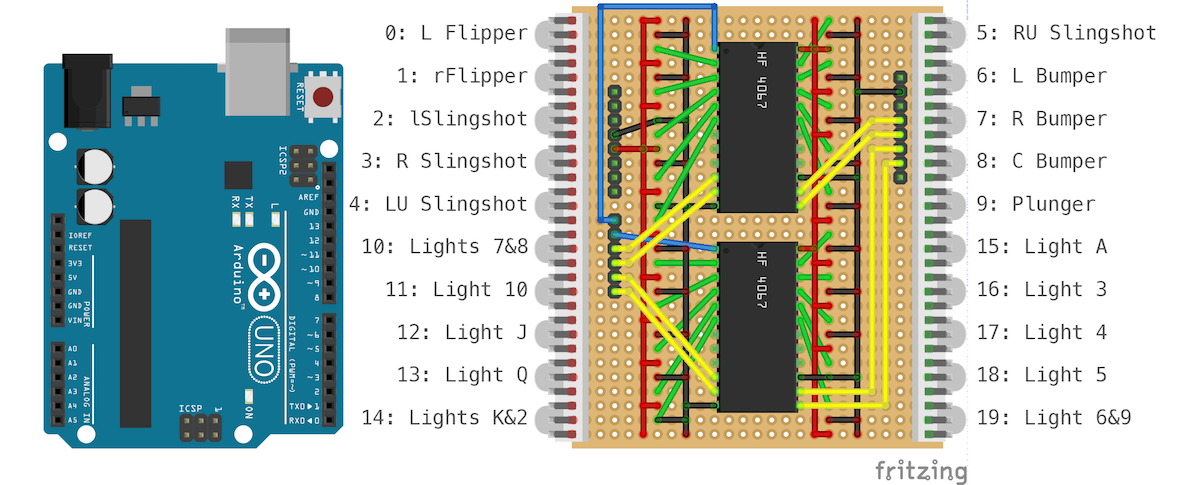 RESET
ICSP2
AREF
GND
13
12
~11
~10
~9
8
7
~6
~5
4
~3
2
TXD▶1
RXD◀0
DIGITAL (PWM=~)
RX
TX
L
Arduino™
UNO
ON
IOREF
RESET
3V3
5V
GND
GND
VIN
POWER
A0
A1
A2
A3
A4
A5
ANALOG IN
ICSP
1
0: L Flipper
1: rFlipper
2: lSlingshot
3: R Slingshot
4: LU Slingshot
10: Lights 7&8
11: Light 10
12: Light J
13: Light Q
14: Lights K&2
HF 4067
HF 4067
5: RU Slingshot
6: L Bumper
7: R Bumper
8: C Bumper
9: Plunger
15: Light A
16: Light 3
17: Light 4
18: Light 5
19: Light 6&9
fritzing